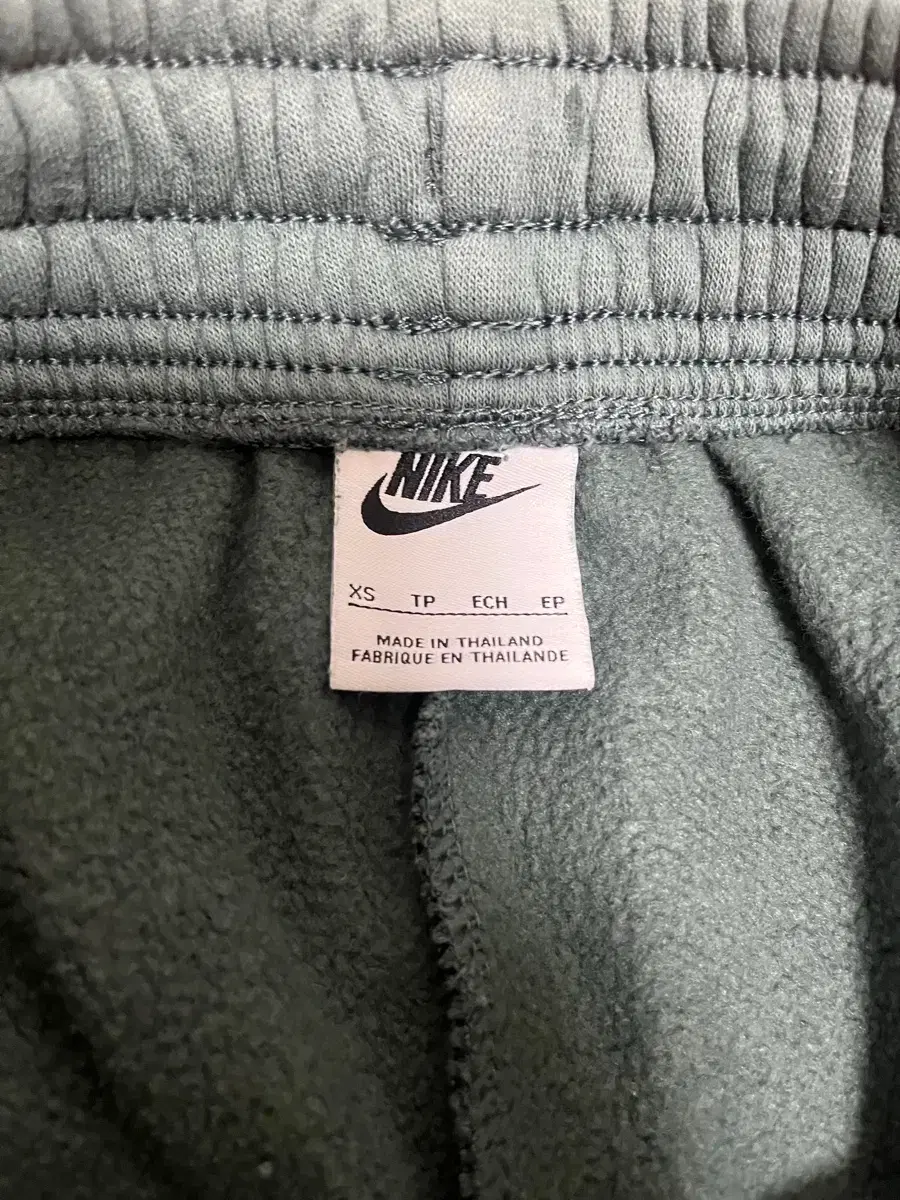 NIKE
XS TP ECH EP
MADE IN THAILAND
FABRIQUE EN THAILANDE